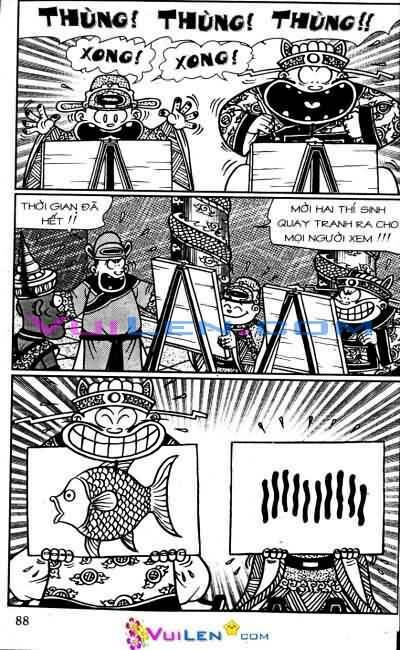 THÙNG! THÙNG! THÙNG!!
XONG!
XONG!
THỜI GIAN ĐÃ
HẾT!!
MỜI HAI THÍ SINH
QUAY TRANH RA CHO
MỌI NGƯỜI XEM!!!
VUILEN.COM
88
VUILEN.COM